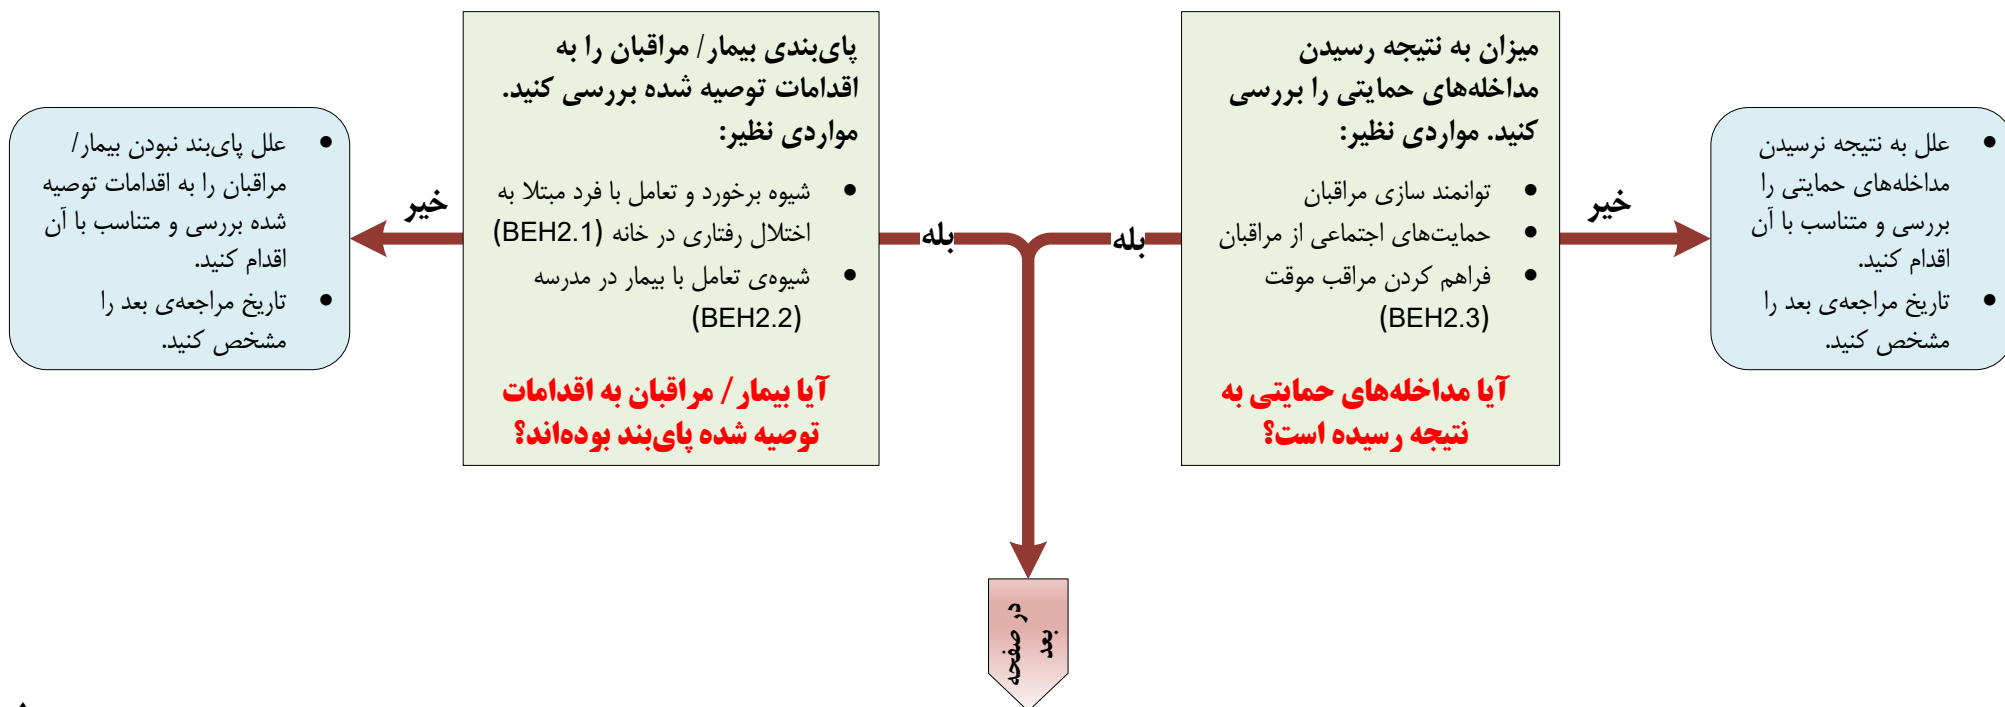 میزان به نتیجه رسیدن
مداخله‌های حمایتی را بررسی
کنید. مواردی نظیر:
• توانمند سازی مراقبان
• حمایت‌های اجتماعی از مراقبان
• فراهم کردن مراقب موقت
(BEH2.3)
آیا مداخله‌های حمایتی به
نتیجه رسیده است؟
خیر
• علل به نتیجه نرسیدن
مداخله‌های حمایتی را
بررسی و متناسب با آن
اقدام کنید.
• تاریخ مراجعه‌ی بعد را
مشخص کنید.
بله
پای‌بندی بیمار/ مراقبان را به
اقدامات توصیه شده بررسی کنید.
مواردی نظیر:
• شیوه برخورد و تعامل با فرد مبتلا به
اختلال رفتاری در خانه (BEH2.1)
• شیوه‌ی تعامل با بیمار در مدرسه
(BEH2.2)
آیا بیمار / مراقبان به اقدامات
توصیه شده پای‌بند بوده‌اند؟
بله
خیر
• علل پای‌بند نبودن بیمار/
مراقبان را به اقدامات توصیه
شده بررسی و متناسب با آن
اقدام کنید.
• تاریخ مراجعه‌ی بعد را
مشخص کنید.
در صفحه
بعد